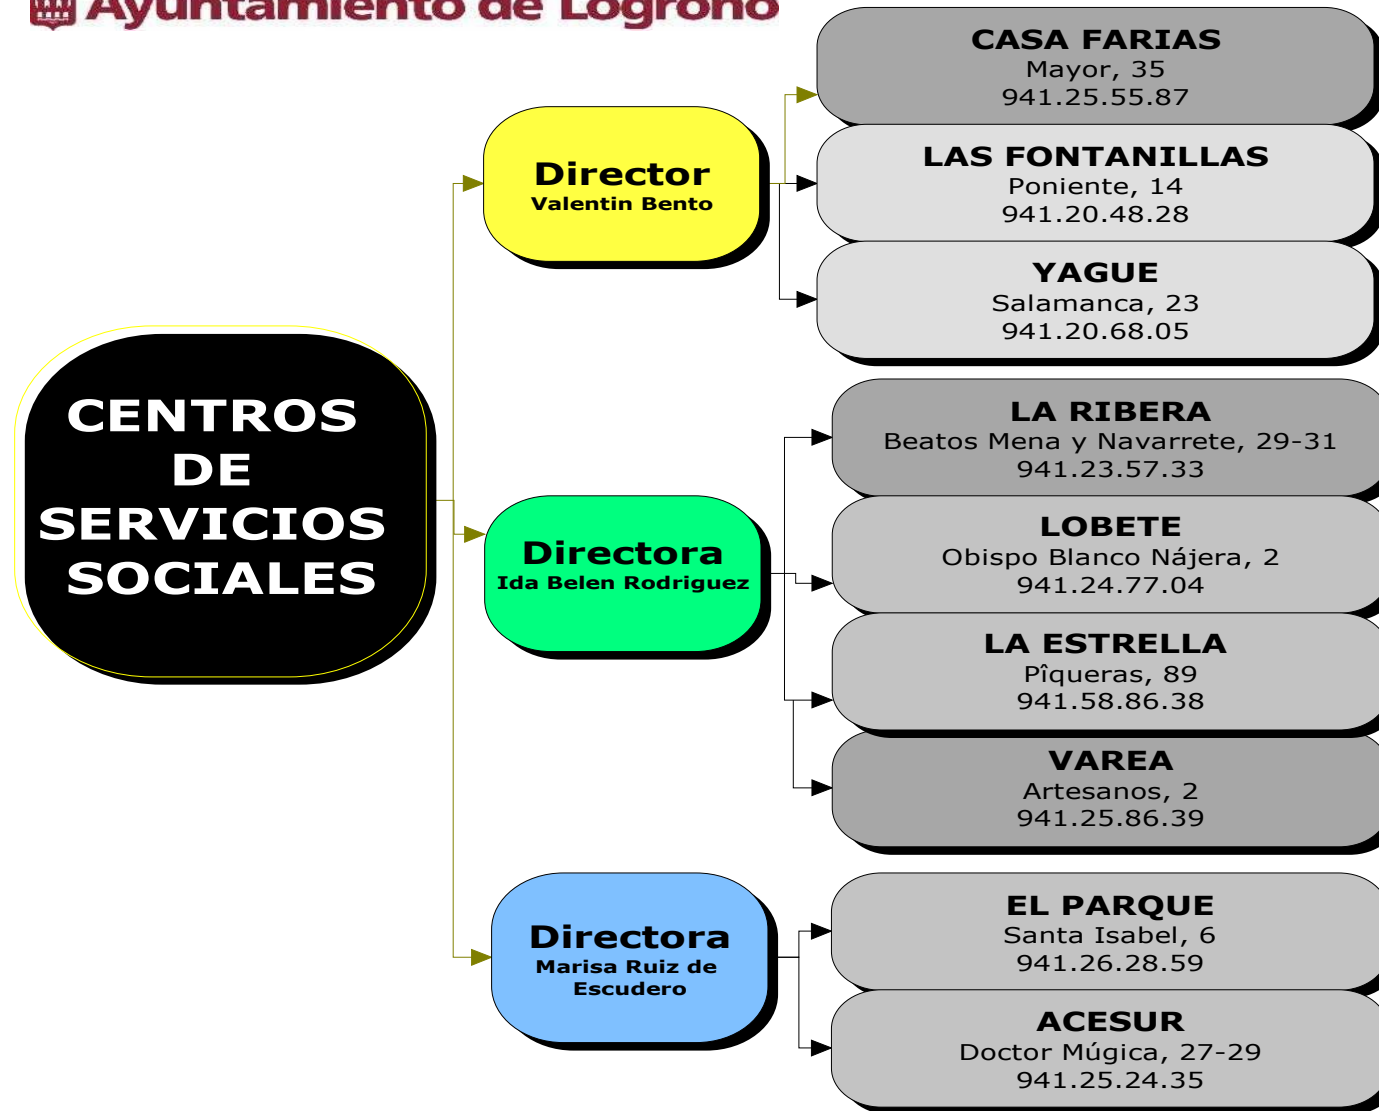 Ayuntamiento de Logroño
CASA FARIAS
Mayor, 35
941.25.55.87
LAS FONTANILLAS
Poniente, 14
941.20.48.28
YAGUE
Salamanca, 23
941.20.68.05
Director
Valentin Bento
CENTROS
DE
SERVICIOS
SOCIALES
LA RIBERA
Beatos Mena y Navarrete, 29-31
941.23.57.33
LOBETE
Obispo Blanco Nájera, 2
941.24.77.04
LA ESTRELLA
Pîqueras, 89
941.58.86.38
VAREA
Artesanos, 2
941.25.86.39
Directora
Ida Belen Rodriguez
Directora
Marisa Ruiz de
Escudero
EL PARQUE
Santa Isabel, 6
941.26.28.59
ACESUR
Doctor Múgica, 27-29
941.25.24.35